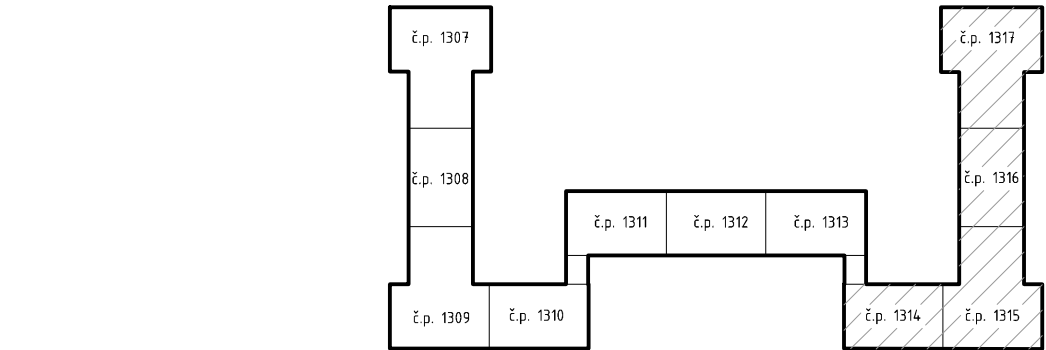 č.p. 1307
č.p. 1317
č.p. 1308
č.p. 1316
č.p. 1311
č.p. 1312
č.p. 1313
č.p. 1309
č.p. 1310
č.p. 1314
č.p. 1315